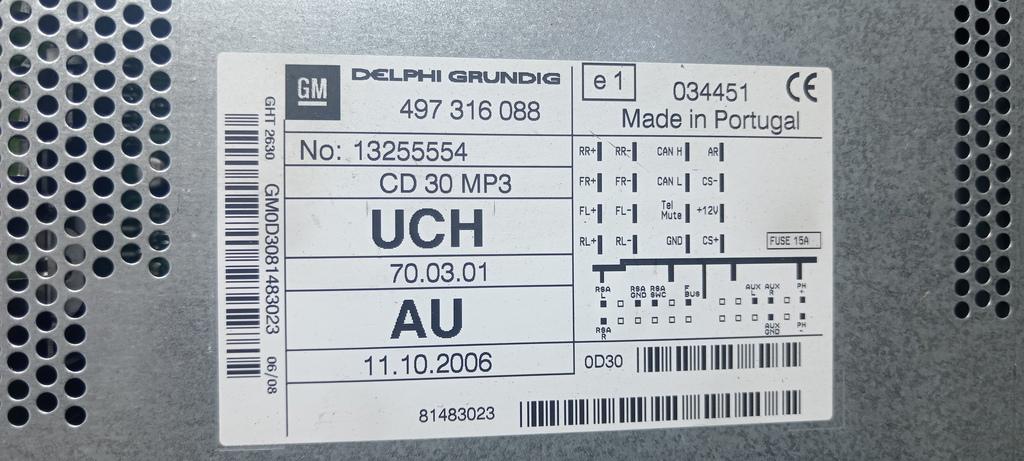 GHT 2630 GM0D3081483023 06/08
GM DELPHI GRUNDIG
497 316 088
No: 13255554
CD 30 MP3
UCH
70.03.01
AU
11.10.2006
81483023
e1 034451 CE
Made in Portugal
RR+ RR- CAN H AR
FR+ FR- CAN L CS-
FL+ FL- Tel Mute +12V
RL+ RL- GND CS+
FUSE 15A
RSA L RSA GND RSA SWC F BUS AUX L AUX R PH +
RSA R AUX GND PH -
0D30